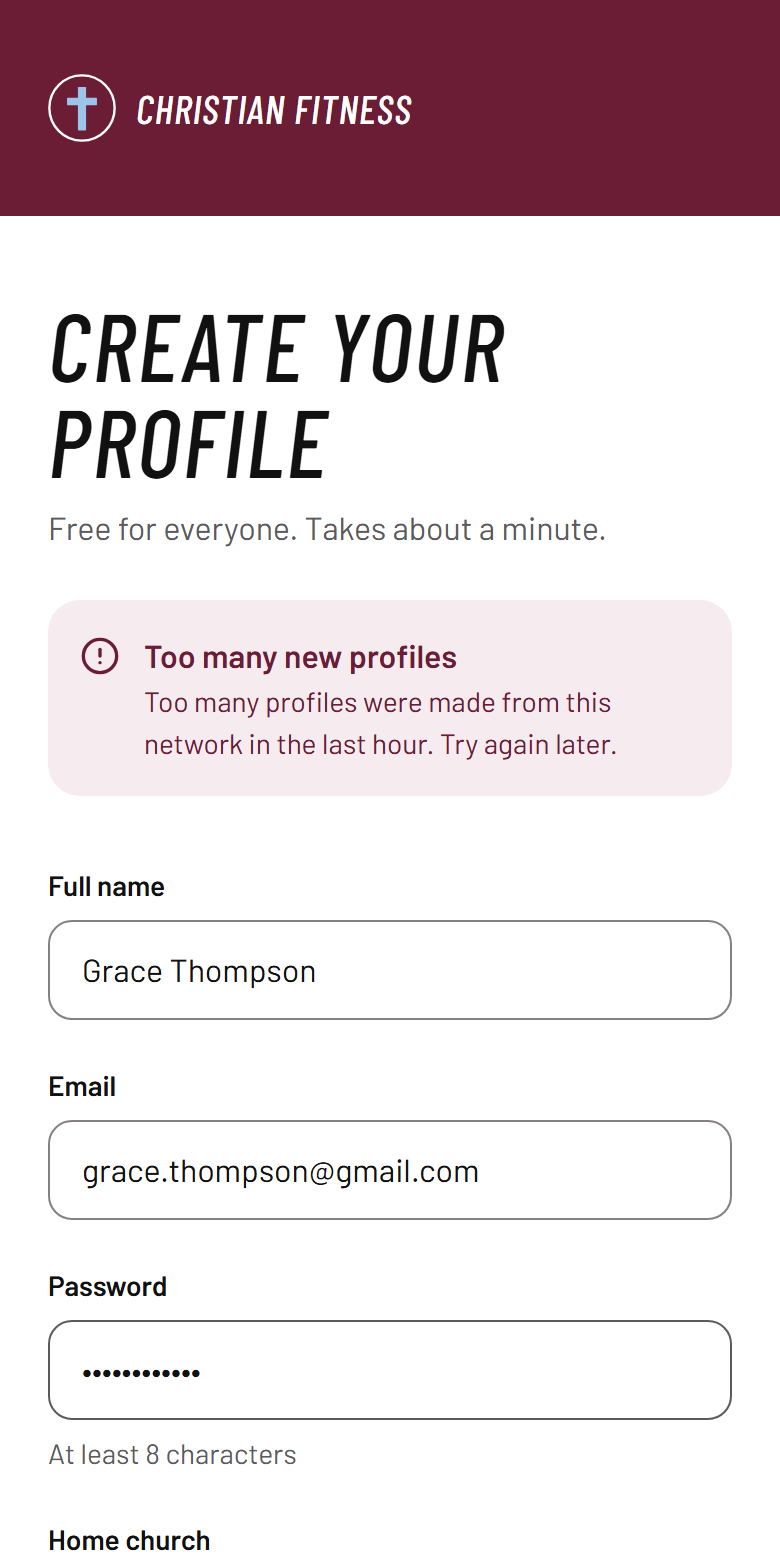 CHRISTIAN FITNESS
CREATE YOUR
PROFILE
Free for everyone. Takes about a minute.
Too many new profiles
Too many profiles were made from this
network in the last hour. Try again later.
Full name
Grace Thompson
Email
grace.thompson@gmail.com
Password
••••••••••••
At least 8 characters
Home church